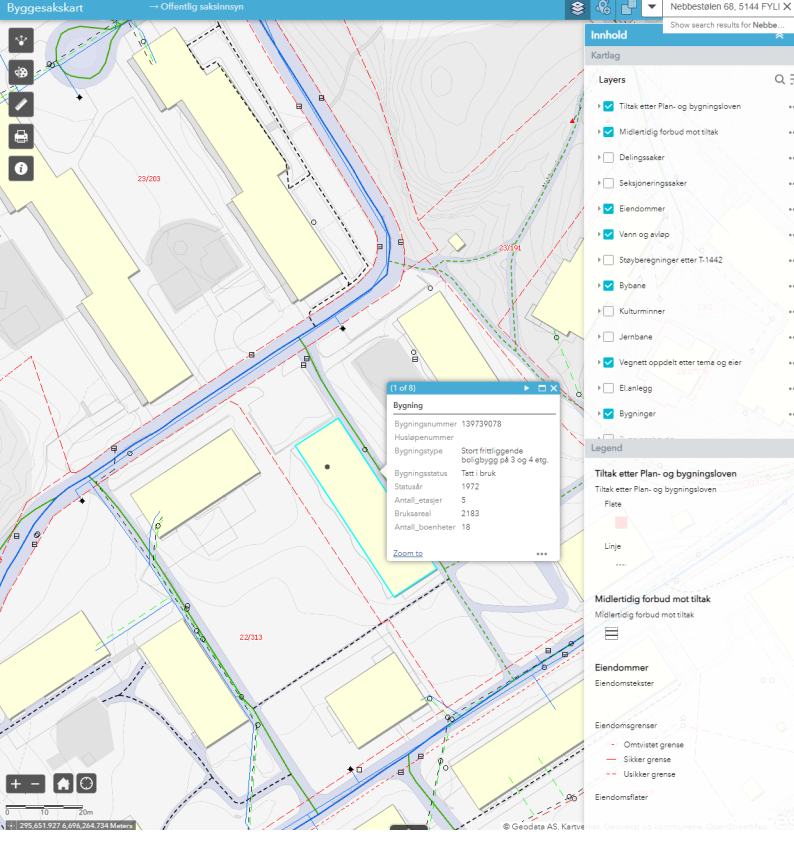 Byggesakskart
→ Offentlig saksinnsyn
Nebbestølen 68, 5144 FYLI
Show search results for Nebbe...
Innhold
Kartlag
Layers
Tiltak etter Plan- og bygningsloven
Midlertidig forbud mot tiltak
Delingssaker
Seksjoneringssaker
Eiendommer
Vann og avløp
Støyberegninger etter T-1442
Bybane
Kulturminner
Jernbane
Vegnett oppdelt etter tema og eier
El.anlegg
Bygninger
Legend
Tiltak etter Plan- og bygningsloven
Tiltak etter Plan- og bygningsloven
Flate
Linje
Midlertidig forbud mot tiltak
Midlertidig forbud mot tiltak
Eiendommer
Eiendomstekster
Eiendomsgrenser
Omtvistet grense
Sikker grense
Usikker grense
Eiendomsflater
23/203
23/191
(1 of 8)
Bygning
Bygningsnummer 139739078
Husløpenummer
Bygningstype Stort frittliggende
boligbygg på 3 og 4 etg.
Bygningsstatus Tatt i bruk
Statusår 1972
Antall_etasjer 5
Bruksareal 2183
Antall_boenheter 18
Zoom to
22/313
0 10 20m
295,651.927 6,696,264.734 Meters
© Geodata AS, Kartve